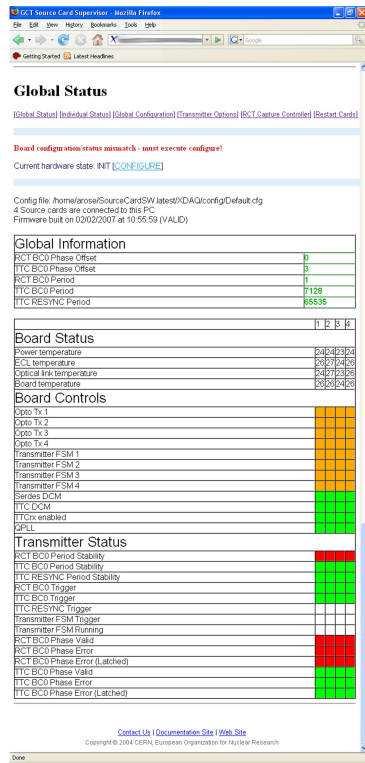 GCT Source Card Supervisor - Mozilla Firefox
File Edit View History Bookmarks Tools Help
Google
Getting Started Latest Headlines
Global Status
[Global Status] [Individual Status] [Global Configuration] [Transmitter Options] [RCT Capture Controller] [Restart Cards]
Board configuration/status mismatch - must execute configure!
Current hardware state: INIT [CONFIGURE]
Config file: /home/arose/SourceCardSW.latest/XDAQ/config/Default.cfg
4 Source cards are connected to this PC
Firmware built on 02/02/2007 at 10:55:59 (VALID)
Global Information
RCT BC0 Phase Offset 0
TTC BC0 Phase Offset 3
RCT BC0 Period 1
TTC BC0 Period 7128
TTC RESYNC Period 65535
1 2 3 4
Board Status
Power temperature 24 24 23 24
ECL temperature 26 27 24 26
Optical link temperature 24 27 23 26
Board temperature 26 26 24 26
Board Controls
Opto Tx 1
Opto Tx 2
Opto Tx 3
Opto Tx 4
Transmitter FSM 1
Transmitter FSM 2
Transmitter FSM 3
Transmitter FSM 4
Serdes DCM
TTC DCM
TTCrx enabled
QPLL
Transmitter Status
RCT BC0 Period Stability
TTC BC0 Period Stability
TTC RESYNC Period Stability
RCT BC0 Trigger
TTC BC0 Trigger
TTC RESYNC Trigger
Transmitter FSM Trigger
Transmitter FSM Running
RCT BC0 Phase Valid
RCT BC0 Phase Error
RCT BC0 Phase Error (Latched)
TTC BC0 Phase Valid
TTC BC0 Phase Error
TTC BC0 Phase Error (Latched)
Contact Us | Documentation Site | Web Site
Copyright © 2004 CERN, European Organization for Nuclear Research
Done